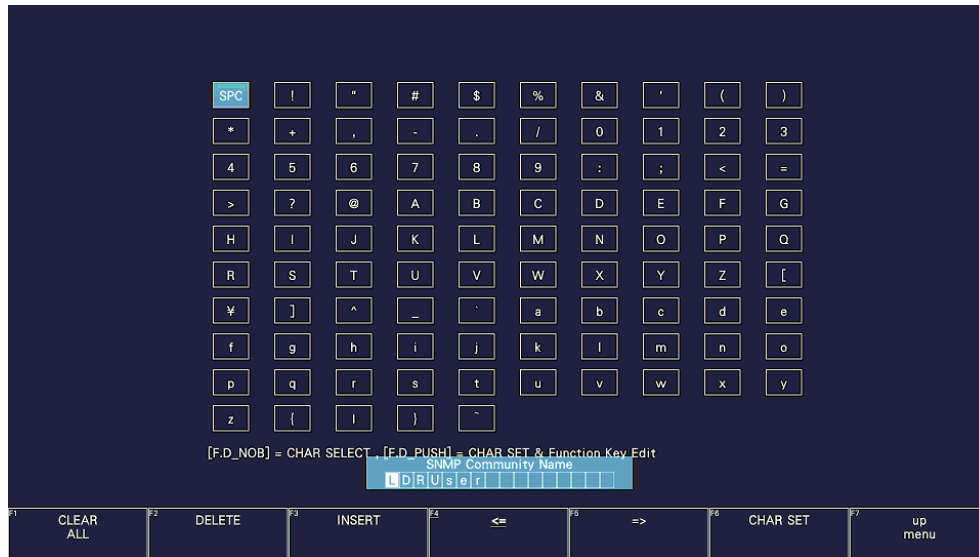 SPC ! " # $ % & ' ( )
* + , - . / 0 1 2 3
4 5 6 7 8 9 : ; < =
> ? @ A B C D E F G
H I J K L M N O P Q
R S T U V W X Y Z [
¥ ] ^ _ ` a b c d e
f g h i j k l m n o
p q r s t u v w x y
z { | } ~
[F.D_NOB] = CHAR SELECT , [F.D_PUSH] = CHAR SET & Function Key Edit
SNMP Community Name
LDRUser
F1 CLEAR ALL F2 DELETE F3 INSERT F4 <= F5 => F6 CHAR SET F7 up menu